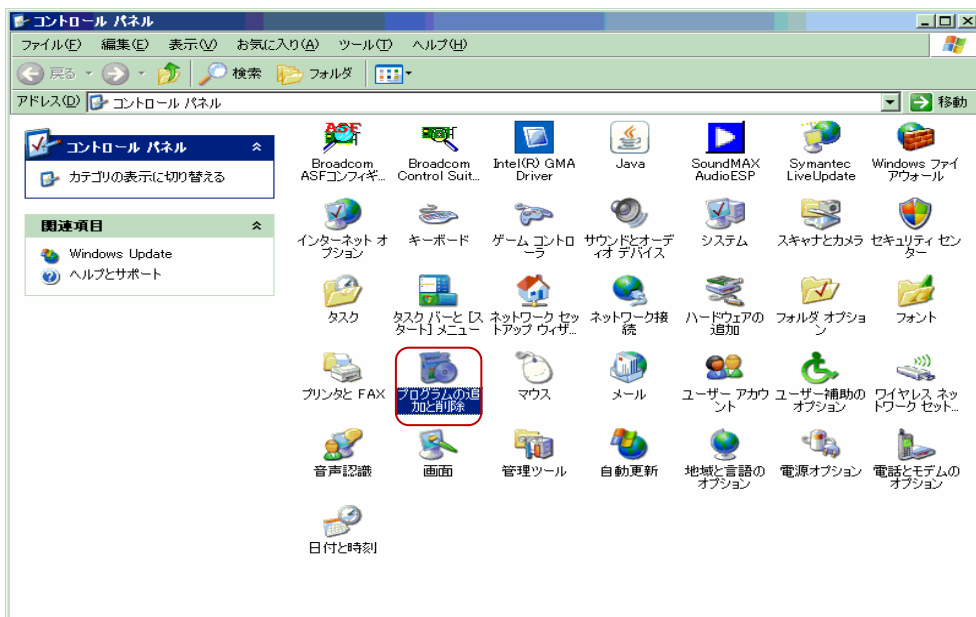 コントロール パネル
ファイル(F) 編集(E) 表示(V) お気に入り(A) ツール(T) ヘルプ(H)
戻る 検索 フォルダ
アドレス(D) コントロール パネル 移動
コントロール パネル
カテゴリの表示に切り替える
関連項目
Windows Update
ヘルプとサポート
ASF
Broadcom
ASFコンフィギ...
Broadcom
Control Suit...
Intel(R) GMA
Driver
Java
SoundMAX
AudioESP
Symantec
LiveUpdate
Windows ファイ
アウォール
インターネット オ
プション
キーボード
ゲーム コントロ
ーラ
サウンドとオーデ
ィオ デバイス
システム
スキャナとカメラ
セキュリティ セン
ター
タスク
タスク バーと [ス
タート] メニュー
ネットワーク セッ
トアップ ウィザ...
ネットワーク接
続
ハードウェアの
追加
フォルダ オプショ
ン
フォント
プリンタと FAX
プログラムの追
加と削除
マウス
メール
ユーザー アカウ
ント
ユーザー補助の
オプション
ワイヤレス ネッ
トワーク セット...
音声認識
画面
管理ツール
自動更新
地域と言語の
オプション
電源オプション
電話とモデムの
オプション
日付と時刻